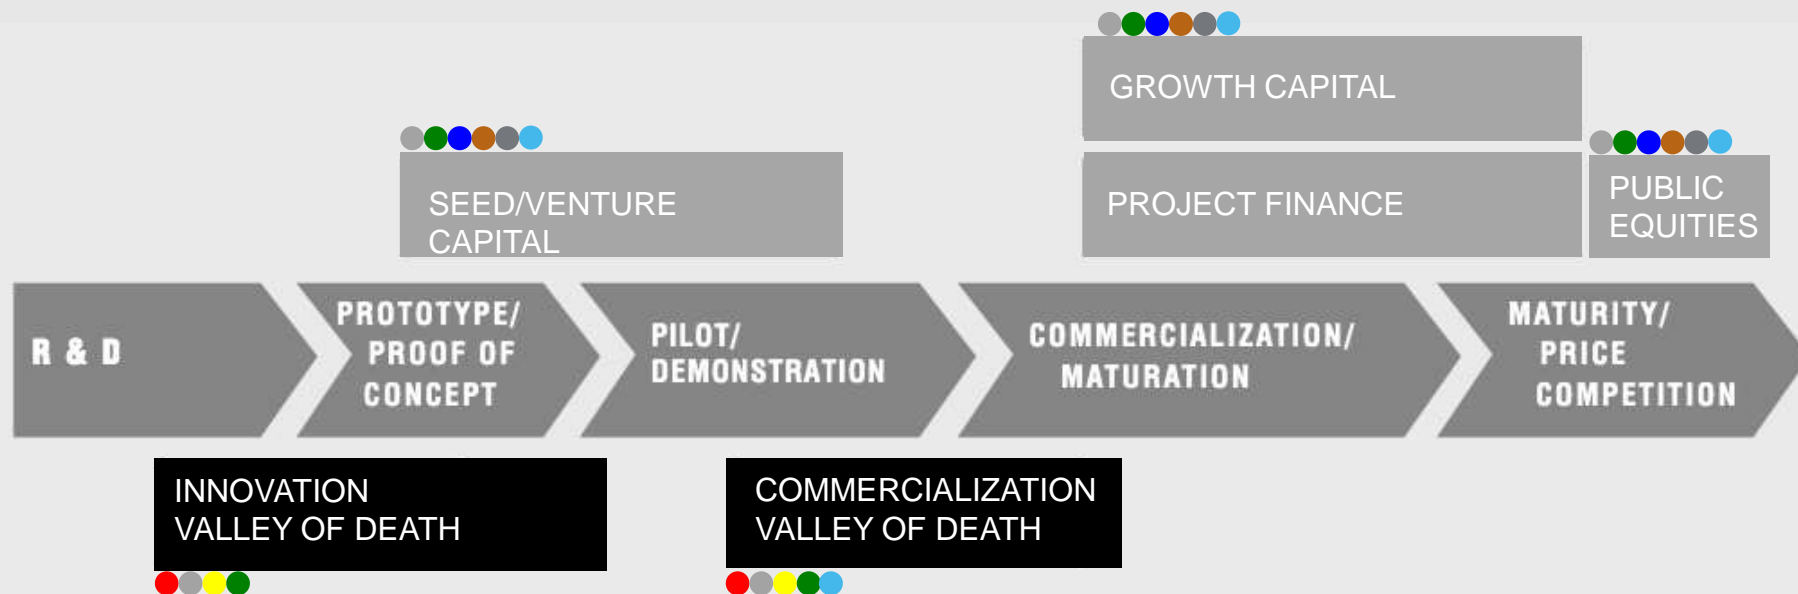 GROWTH CAPITAL
SEED/VENTURE
CAPITAL
PROJECT FINANCE
PUBLIC
EQUITIES
R & D
PROTOTYPE/
PROOF OF
CONCEPT
PILOT/
DEMONSTRATION
COMMERCIALIZATION/
MATURATION
MATURITY/
PRICE
COMPETITION
INNOVATION
VALLEY OF DEATH
COMMERCIALIZATION
VALLEY OF DEATH